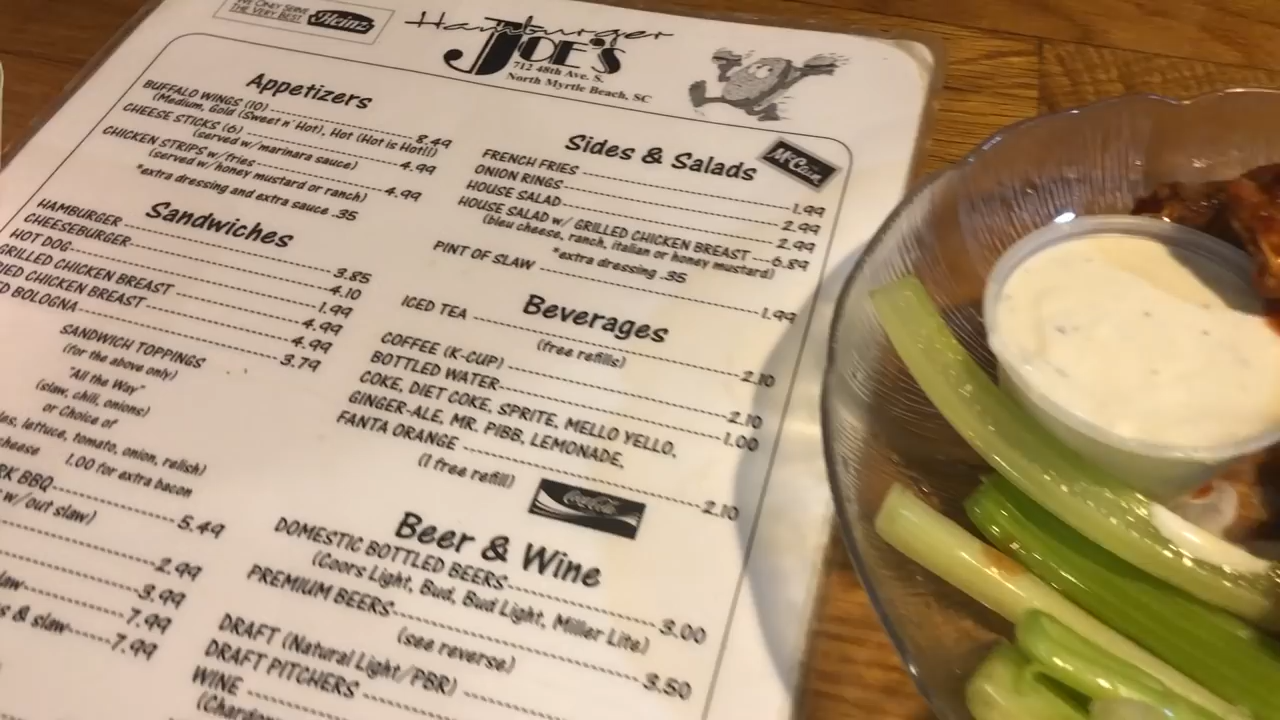 WE ONLY SERVE
THE VERY BEST
Heinz
Hamburger
JOE'S
712 48th Ave. S.
North Myrtle Beach, SC
Appetizers
BUFFALO WINGS (10) 8.49
(Medium, Gold (Sweet n' Hot), Hot (Hot is Hot!!)
CHEESE STICKS (6) 4.99
(served w/marinara sauce)
CHICKEN STRIPS w/fries 4.99
(served w/honey mustard or ranch)
*extra dressing and extra sauce .35
Sandwiches
HAMBURGER 3.85
CHEESEBURGER 4.10
HOT DOG 1.99
GRILLED CHICKEN BREAST 4.99
CHICKEN BREAST 4.99
BOLOGNA 3.79
SANDWICH TOPPINGS
(for the above only)
"All the Way"
(slaw, chili, onions)
or Choice of
lettuce, tomato, onion, relish)
cheese 1.00 for extra bacon
BBQ 5.49
w/out slaw)
2.99
3.99
7.99
& slaw 7.99
Sides & Salads
McCain
FRENCH FRIES 1.99
ONION RINGS 2.99
HOUSE SALAD 2.99
HOUSE SALAD w/ GRILLED CHICKEN BREAST 6.89
(bleu cheese, ranch, italian or honey mustard)
*extra dressing .35
PINT OF SLAW 1.99
Beverages
ICED TEA 2.10
(free refills)
COFFEE (K-CUP) 2.10
BOTTLED WATER 1.00
COKE, DIET COKE, SPRITE, MELLO YELLO,
GINGER-ALE, MR. PIBB, LEMONADE,
FANTA ORANGE 2.10
(1 free refill)
Coca-Cola
Beer & Wine
DOMESTIC BOTTLED BEERS 3.00
(Coors Light, Bud, Bud Light, Miller Lite)
PREMIUM BEERS 3.50
(see reverse)
DRAFT (Natural Light/PBR)
DRAFT PITCHERS
WINE